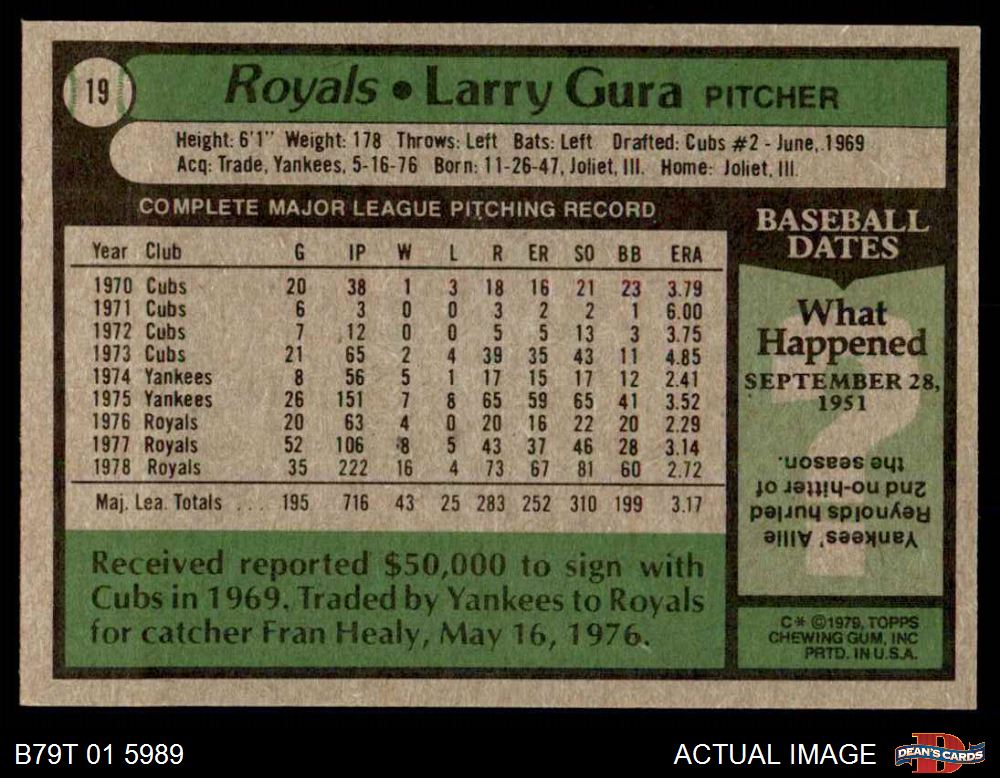 19
Royals • Larry Gura PITCHER
Height: 6'1" Weight: 178 Throws: Left Bats: Left Drafted: Cubs #2 - June, 1969
Acq: Trade, Yankees, 5-16-76 Born: 11-26-47, Joliet, Ill. Home: Joliet, Ill.
COMPLETE MAJOR LEAGUE PITCHING RECORD
Year Club G IP W L R ER SO BB ERA
1970 Cubs 20 38 1 3 18 16 21 23 3.79
1971 Cubs 6 3 0 0 3 2 2 1 6.00
1972 Cubs 7 12 0 0 5 5 13 3 3.75
1973 Cubs 21 65 2 4 39 35 43 11 4.85
1974 Yankees 8 56 5 1 17 15 17 12 2.41
1975 Yankees 26 151 7 8 65 59 65 41 3.52
1976 Royals 20 63 4 0 20 16 22 20 2.29
1977 Royals 52 106 8 5 43 37 46 28 3.14
1978 Royals 35 222 16 4 73 67 81 60 2.72
Maj. Lea. Totals ... 195 716 43 25 283 252 310 199 3.17
Received reported $50,000 to sign with
Cubs in 1969. Traded by Yankees to Royals
for catcher Fran Healy, May 16, 1976.
BASEBALL
DATES
What
Happened
SEPTEMBER 28,
1951
?
Yankees' Allie
Reynolds hurled
2nd no-hitter of
the season.
C* ©1979, TOPPS
CHEWING GUM, INC
PRTD. IN U.S.A.
B79T 01 5989
ACTUAL IMAGE
D
DEAN'S CARDS